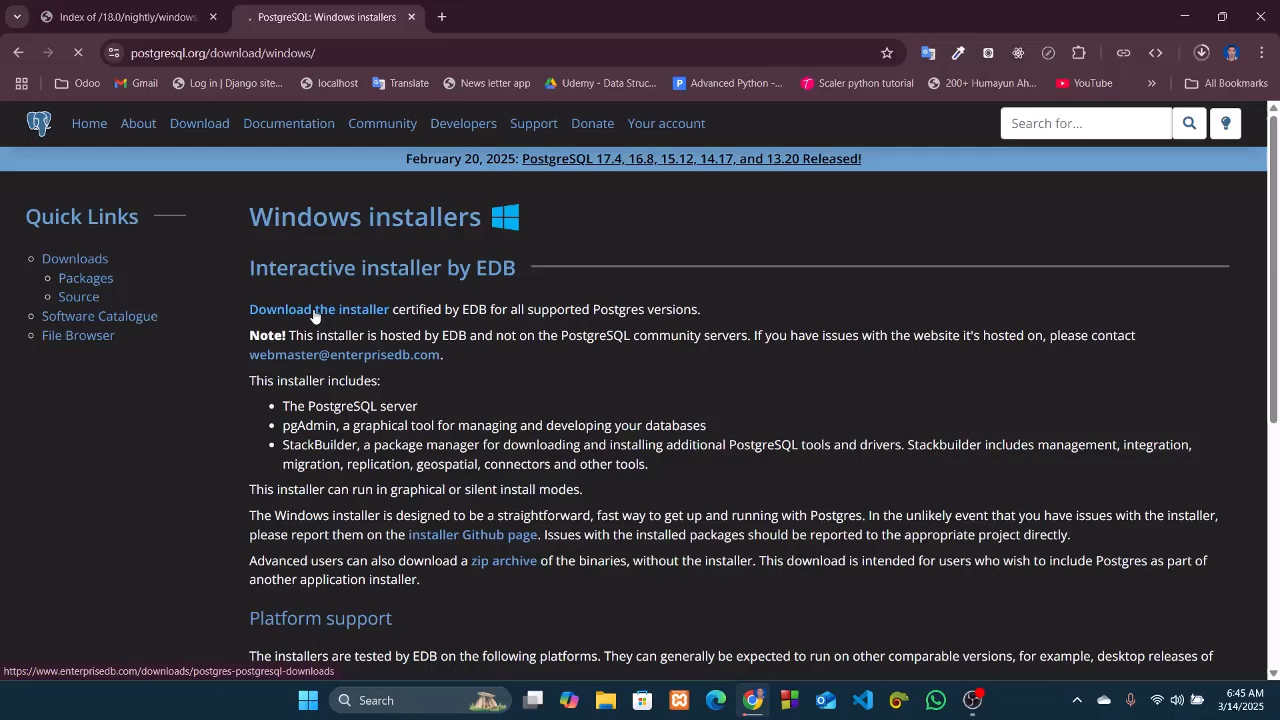 Index of /18.0/nightly/windows
PostgreSQL: Windows installers
postgresql.org/download/windows/
Odoo
Gmail
Log in | Django site...
localhost
Translate
News letter app
Udemy - Data Struc...
Advanced Python -...
Scaler python tutorial
200+ Humayun Ah...
YouTube
All Bookmarks
Home
About
Download
Documentation
Community
Developers
Support
Donate
Your account
Search for...
February 20, 2025: PostgreSQL 17.4, 16.8, 15.12, 14.17, and 13.20 Released!
Quick Links
Downloads
Packages
Source
Software Catalogue
File Browser
Windows installers
Interactive installer by EDB
Download the installer certified by EDB for all supported Postgres versions.
Note! This installer is hosted by EDB and not on the PostgreSQL community servers. If you have issues with the website it's hosted on, please contact
webmaster@enterprisedb.com.
This installer includes:
The PostgreSQL server
pgAdmin, a graphical tool for managing and developing your databases
StackBuilder, a package manager for downloading and installing additional PostgreSQL tools and drivers. Stackbuilder includes management, integration,
migration, replication, geospatial, connectors and other tools.
This installer can run in graphical or silent install modes.
The Windows installer is designed to be a straightforward, fast way to get up and running with Postgres. In the unlikely event that you have issues with the installer,
please report them on the installer Github page. Issues with the installed packages should be reported to the appropriate project directly.
Advanced users can also download a zip archive of the binaries, without the installer. This download is intended for users who wish to include Postgres as part of
another application installer.
Platform support
The installers are tested by EDB on the following platforms. They can generally be expected to run on other comparable versions, for example, desktop releases of
https://www.enterprisedb.com/downloads/postgres-postgresql-downloads
Search
6:45 AM
3/14/2025